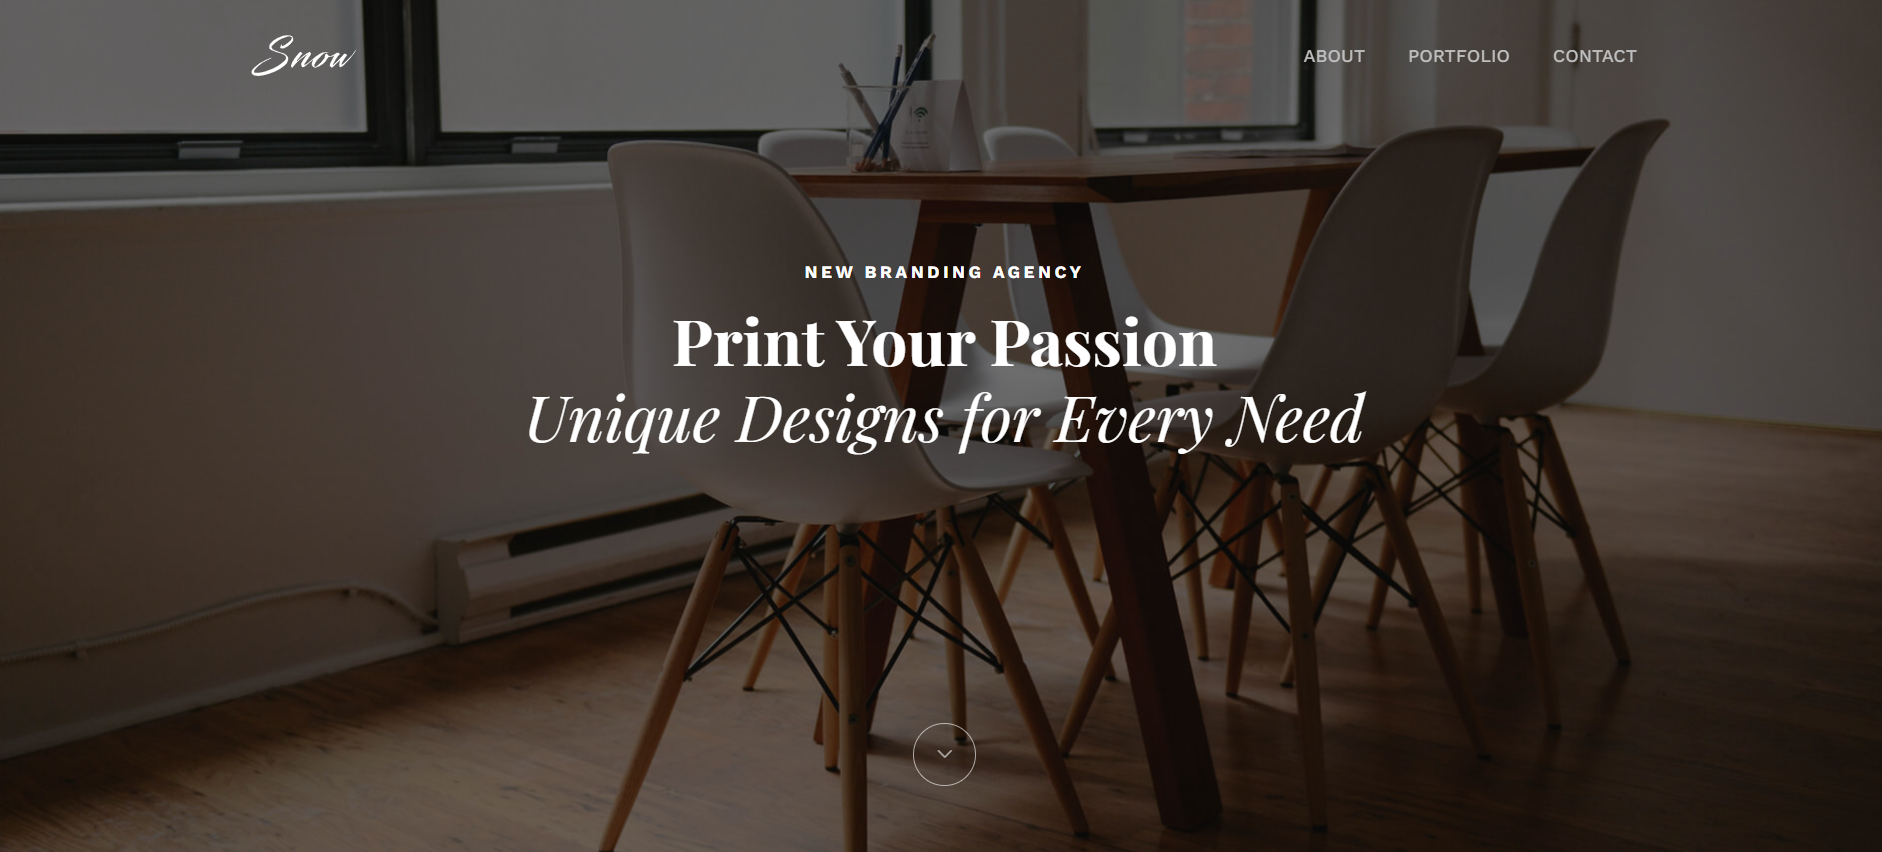 Snow
ABOUT PORTFOLIO CONTACT
NEW BRANDING AGENCY
Print Your Passion
Unique Designs for Every Need